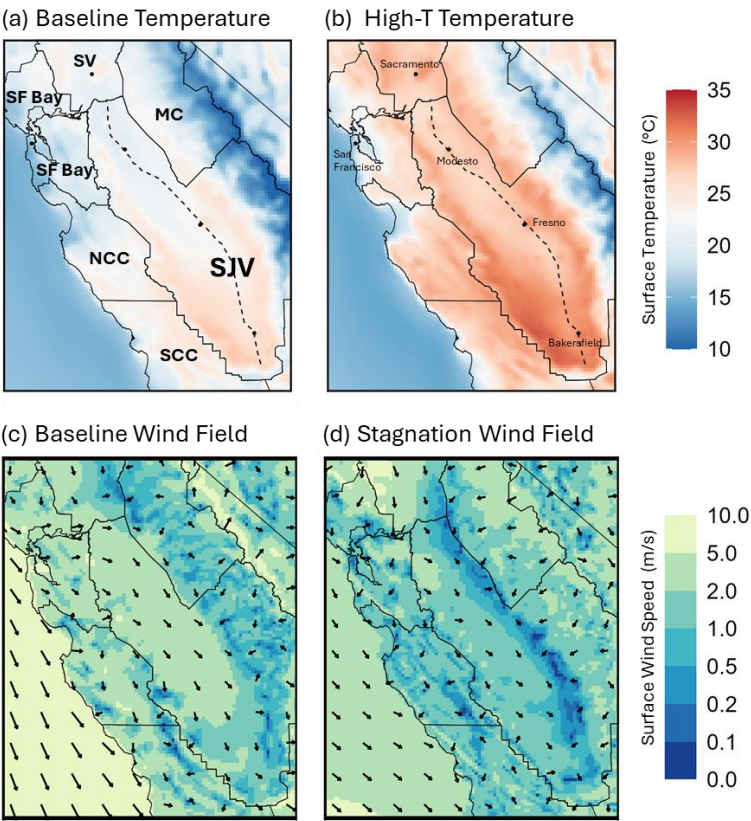 (a) Baseline Temperature
(b) High-T Temperature
SV
SF Bay
MC
SF Bay
NCC
SJV
SCC
Sacramento
San
Francisco
Modesto
Fresno
Bakersfield
35
30
25
20
15
10
Surface Temperature (ºC)
(c) Baseline Wind Field
(d) Stagnation Wind Field
10.0
5.0
2.0
1.0
0.5
0.2
0.1
0.0
Surface Wind Speed (m/s)